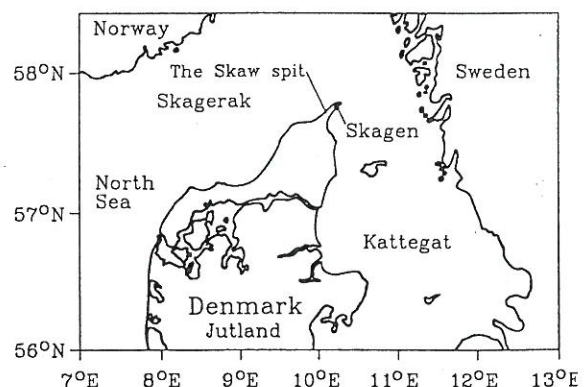 Norway
58°N
The Skaw spit
Sweden
Skagerak
Skagen
North
Sea
57°N
Kattegat
Denmark
Jutland
56°N
7°E 8°E 9°E 10°E 11°E 12°E 13°E